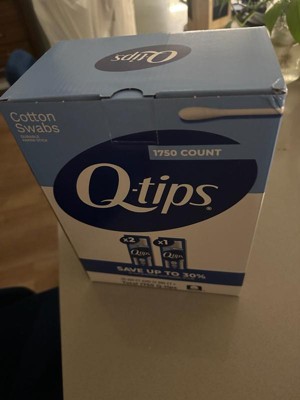 Q-tips
Cotton
Swabs
1750 COUNT
Q-tips
x2
x1
Q-tips
Q-tips
SAVE UP TO 30%